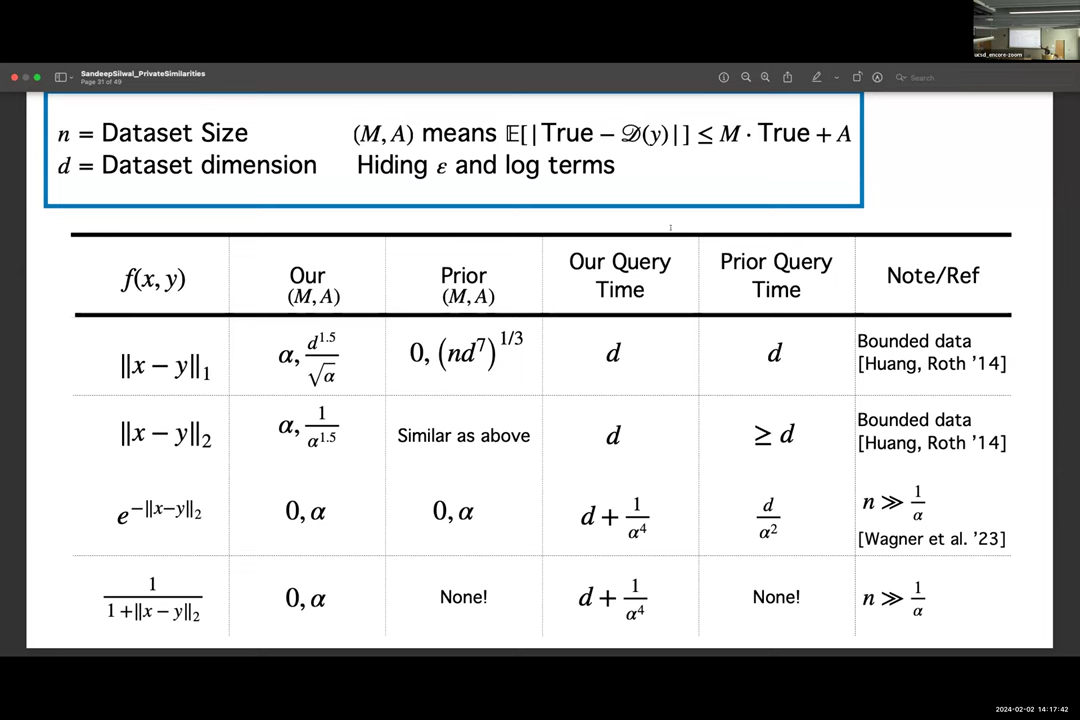 SandeepSilwal_PrivateSimilarities
Page 31 of 49
Search
ucsd_encore-zoom
n = Dataset Size (M, A) means 𝔼[|True − 𝒟(y)|] ≤ M · True + A
d = Dataset dimension Hiding ε and log terms
f(x, y) Our (M, A) Prior (M, A) Our Query Time Prior Query Time Note/Ref
‖x − y‖₁ α, d^{1.5}/√α 0, (nd⁷)^{1/3} d d Bounded data [Huang, Roth ’14]
‖x − y‖₂ α, 1/α^{1.5} Similar as above d ≥ d Bounded data [Huang, Roth ’14]
e^{−‖x−y‖₂} 0, α 0, α d + 1/α⁴ d/α² n ≫ 1/α [Wagner et al. ’23]
1/(1+‖x − y‖₂) 0, α None! d + 1/α⁴ None! n ≫ 1/α
2024-02-02 14:17:42